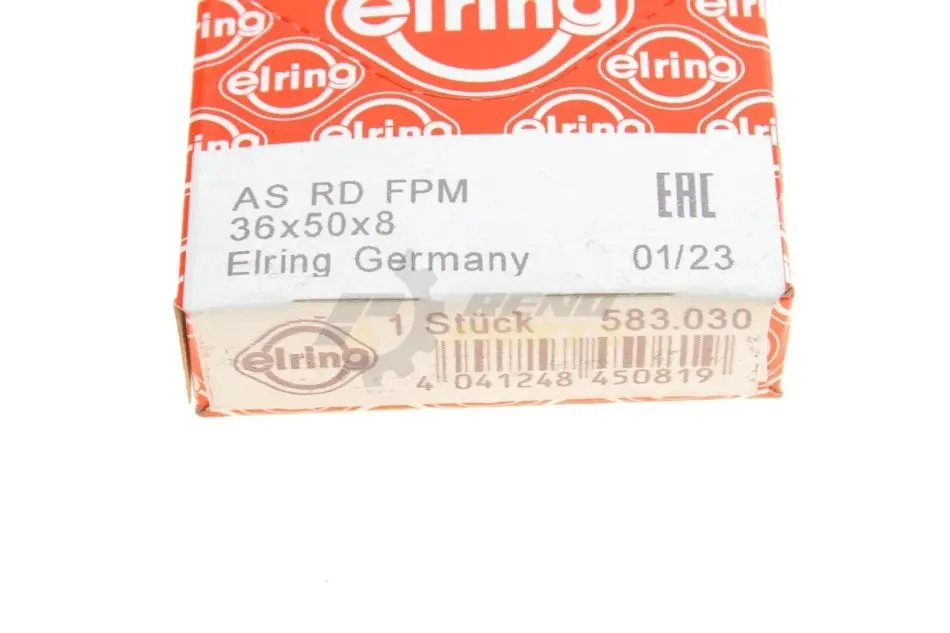 elring
elring
elring
elring
elring
elring
elring
AS RD FPM
EAC
36x50x8
Elring Germany 01/23
1 Stück 583.030
elring
4 041248 450819